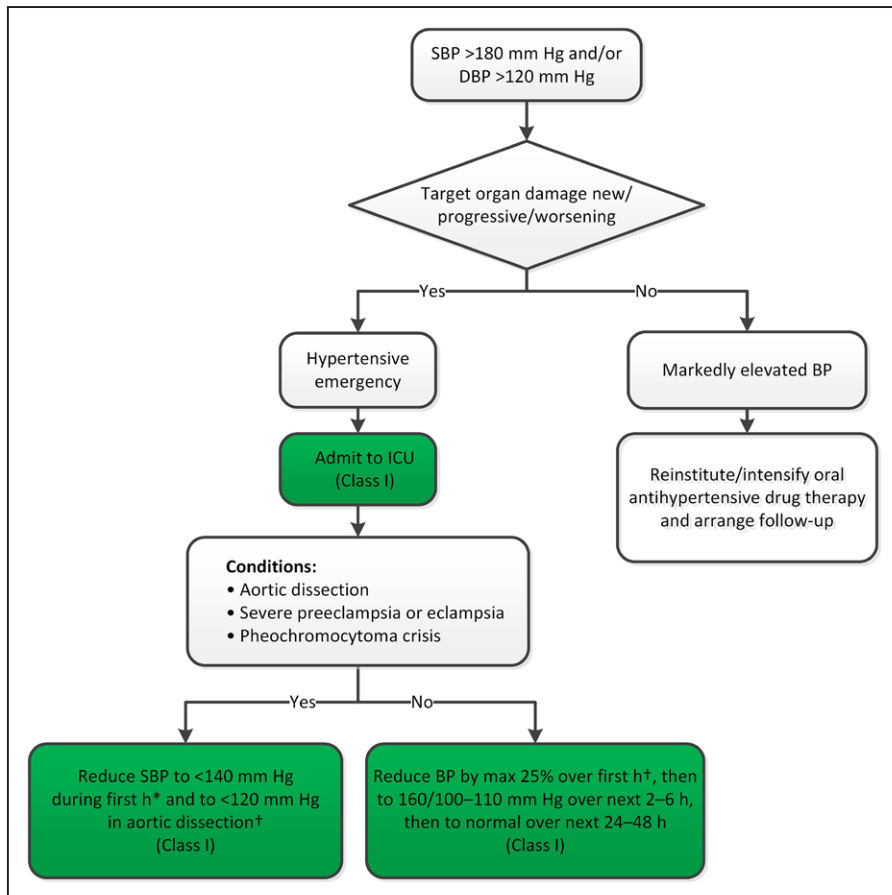 SBP >180 mm Hg and/or
DBP >120 mm Hg
Target organ damage new/
progressive/worsening
Yes
No
Hypertensive
emergency
Markedly elevated BP
Admit to ICU
(Class I)
Reinstitute/intensify oral
antihypertensive drug therapy
and arrange follow-up
Conditions:
• Aortic dissection
• Severe preeclampsia or eclampsia
• Pheochromocytoma crisis
Yes
No
Reduce SBP to <140 mm Hg
during first h* and to <120 mm Hg
in aortic dissection†
(Class I)
Reduce BP by max 25% over first h†, then
to 160/100–110 mm Hg over next 2–6 h,
then to normal over next 24–48 h
(Class I)